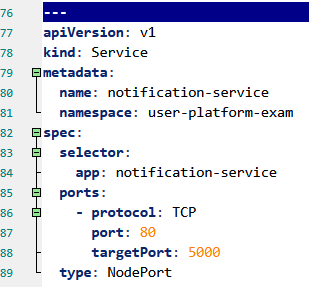 76 ---
77 apiVersion: v1
78 kind: Service
79 metadata:
80   name: notification-service
81   namespace: user-platform-exam
82 spec:
83   selector:
84     app: notification-service
85   ports:
86     - protocol: TCP
87       port: 80
88       targetPort: 5000
89   type: NodePort